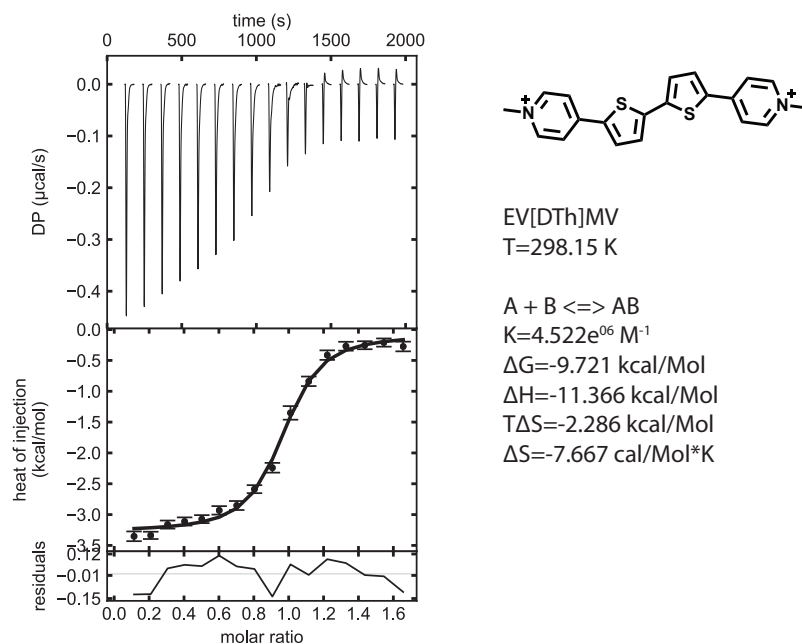 time (s)
0 500 1000 1500 2000
0.0
−0.1
−0.2
−0.3
−0.4
DP (µcal/s)
0.0
−0.5
−1.0
−1.5
−2.0
−2.5
−3.0
−3.5
heat of injection
(kcal/mol)
0.12
−0.01
−0.15
residuals
0.0 0.2 0.4 0.6 0.8 1.0 1.2 1.4 1.6
molar ratio
N+ S S N+
EV[DTh]MV
T=298.15 K
A + B <=> AB
K=4.522e⁰⁶ M⁻¹
ΔG=-9.721 kcal/Mol
ΔH=-11.366 kcal/Mol
TΔS=-2.286 kcal/Mol
ΔS=-7.667 cal/Mol*K